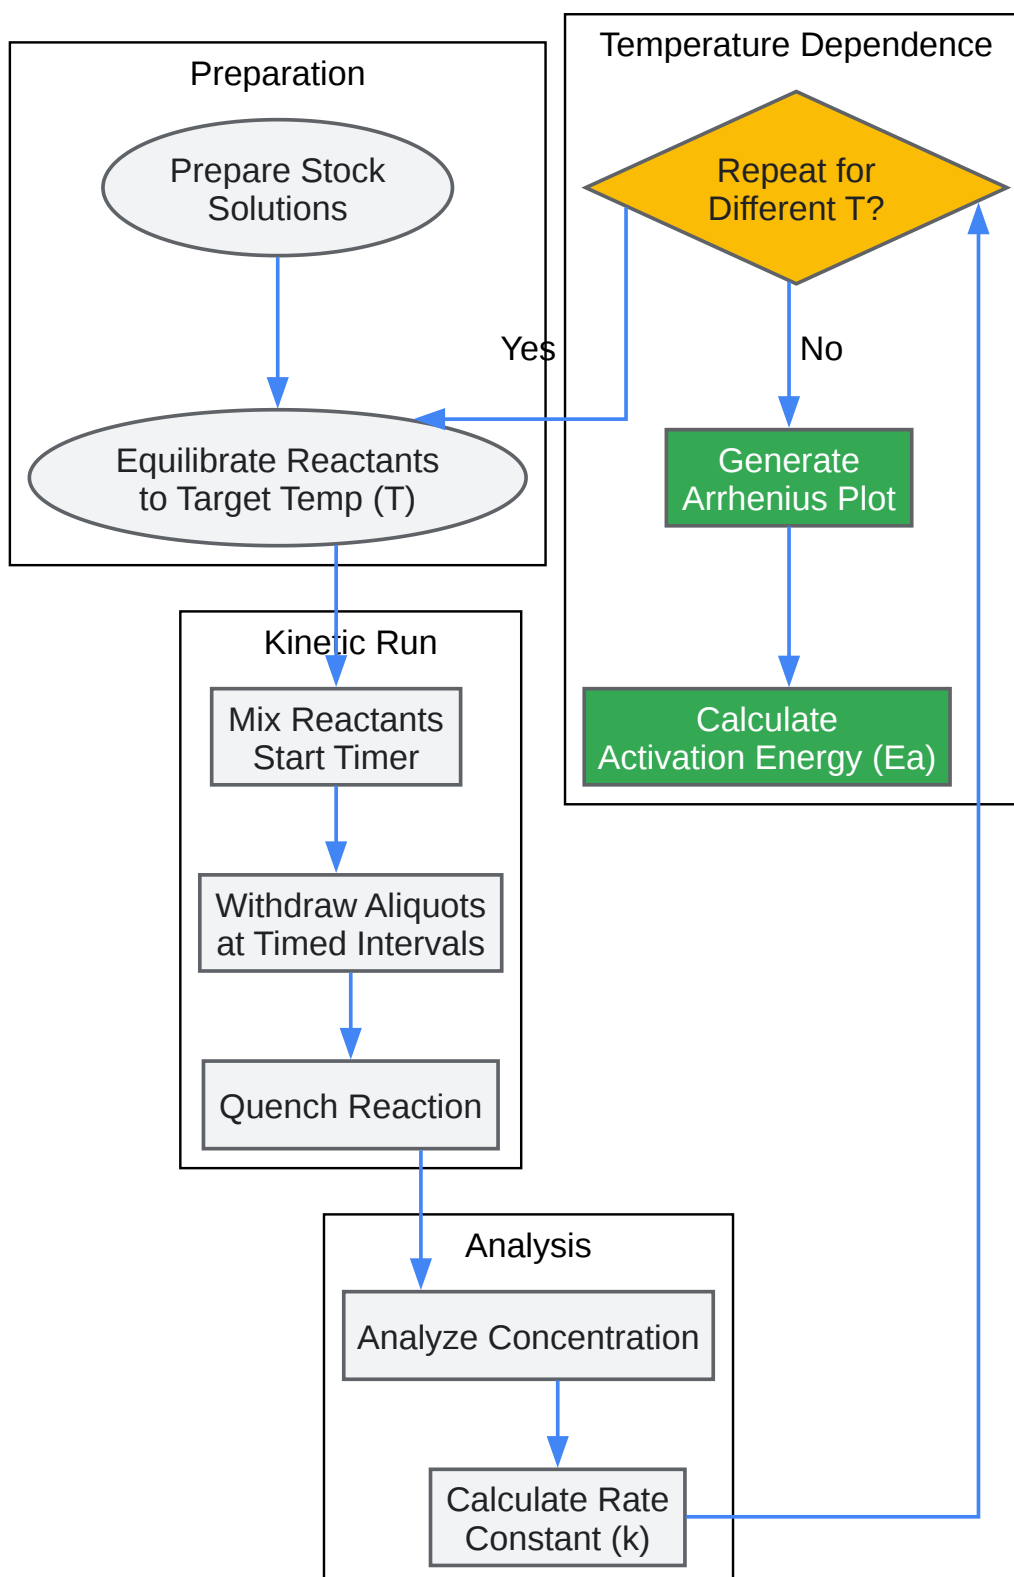 Preparation
Prepare Stock
Solutions
Equilibrate Reactants
to Target Temp (T)
Temperature Dependence
Repeat for
Different T?
Yes
No
Generate
Arrhenius Plot
Calculate
Activation Energy (Ea)
Kinetic Run
Mix Reactants
Start Timer
Withdraw Aliquots
at Timed Intervals
Quench Reaction
Analysis
Analyze Concentration
Calculate Rate
Constant (k)